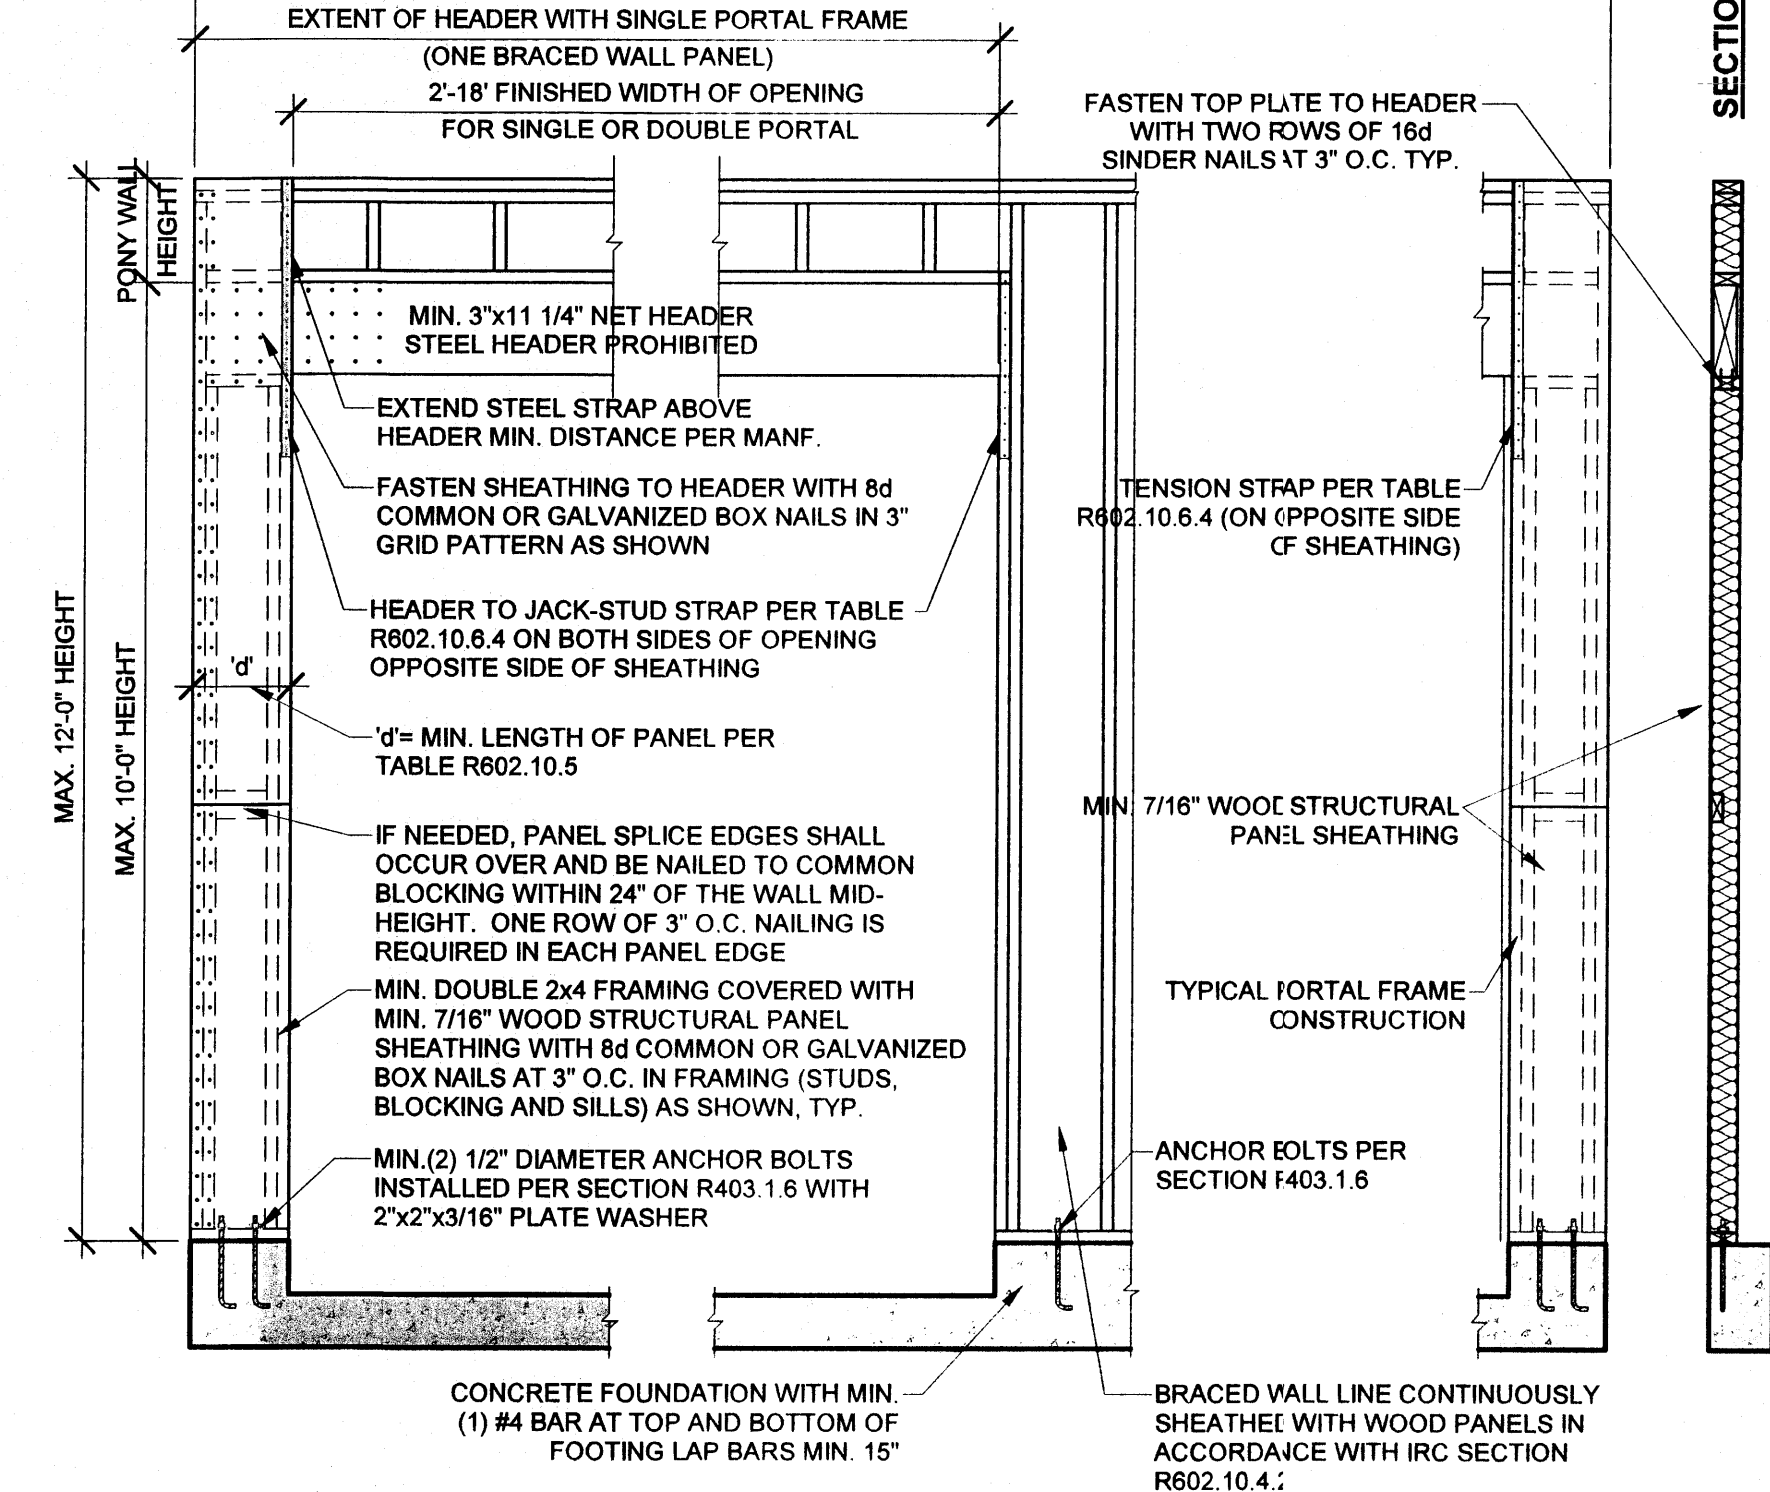 EXTENT OF HEADER WITH SINGLE PORTAL FRAME
(ONE BRACED WALL PANEL)
2'-18' FINISHED WIDTH OF OPENING
FOR SINGLE OR DOUBLE PORTAL
SECTIO
FASTEN TOP PLATE TO HEADER
WITH TWO ROWS OF 16d
SINDER NAILS AT 3" O.C. TYP.
PONY WALL
HEIGHT
MIN. 3"x11 1/4" NET HEADER
STEEL HEADER PROHIBITED
EXTEND STEEL STRAP ABOVE
HEADER MIN. DISTANCE PER MANF.
FASTEN SHEATHING TO HEADER WITH 8d
COMMON OR GALVANIZED BOX NAILS IN 3"
GRID PATTERN AS SHOWN
TENSION STRAP PER TABLE
R602.10.6.4 (ON OPPOSITE SIDE
OF SHEATHING)
HEADER TO JACK-STUD STRAP PER TABLE
R602.10.6.4 ON BOTH SIDES OF OPENING
OPPOSITE SIDE OF SHEATHING
MAX. 12'-0" HEIGHT
MAX. 10'-0" HEIGHT
'd'
'd'= MIN. LENGTH OF PANEL PER
TABLE R602.10.5
MIN. 7/16" WOOD STRUCTURAL
PANEL SHEATHING
IF NEEDED, PANEL SPLICE EDGES SHALL
OCCUR OVER AND BE NAILED TO COMMON
BLOCKING WITHIN 24" OF THE WALL MID-
HEIGHT. ONE ROW OF 3" O.C. NAILING IS
REQUIRED IN EACH PANEL EDGE
MIN. DOUBLE 2x4 FRAMING COVERED WITH
MIN. 7/16" WOOD STRUCTURAL PANEL
SHEATHING WITH 8d COMMON OR GALVANIZED
BOX NAILS AT 3" O.C. IN FRAMING (STUDS,
BLOCKING AND SILLS) AS SHOWN, TYP.
TYPICAL PORTAL FRAME
CONSTRUCTION
MIN.(2) 1/2" DIAMETER ANCHOR BOLTS
INSTALLED PER SECTION R403.1.6 WITH
2"x2"x3/16" PLATE WASHER
ANCHOR BOLTS PER
SECTION R403.1.6
CONCRETE FOUNDATION WITH MIN.
(1) #4 BAR AT TOP AND BOTTOM OF
FOOTING LAP BARS MIN. 15"
BRACED WALL LINE CONTINUOUSLY
SHEATHED WITH WOOD PANELS IN
ACCORDANCE WITH IRC SECTION
R602.10.4.2